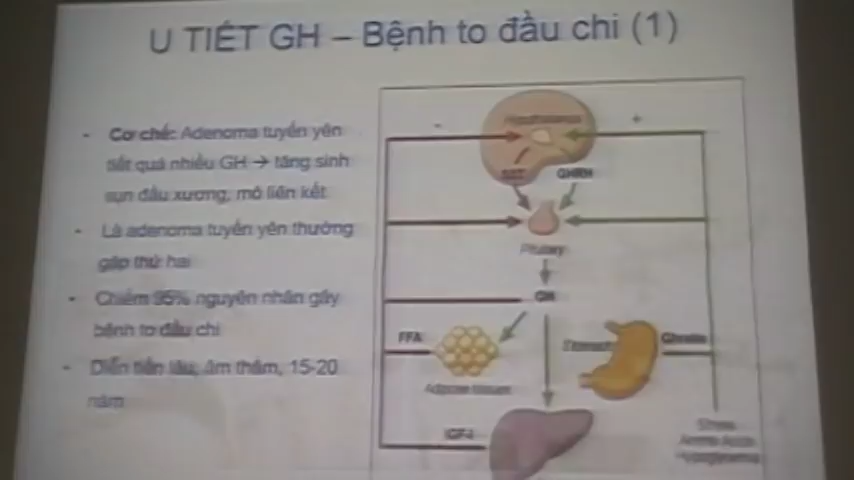 U TIẾT GH – Bệnh to đầu chi (1)
- Cơ chế: Adenoma tuyến yên
tiết quá nhiều GH → tăng sinh
sụn đầu xương, mô liên kết
- Là adenoma tuyến yên thường
gặp thứ hai
- Chiếm 95% nguyên nhân gây
bệnh to đầu chi
- Diễn tiến lâu, âm thầm, 15-20
năm
Hypothalamus
- +
SST GHRH
Pituitary
GH
FFA
Stomach
Ghrelin
Adipose tissues
IGF-I
Stress
Amino Acids
Hypoglycemia